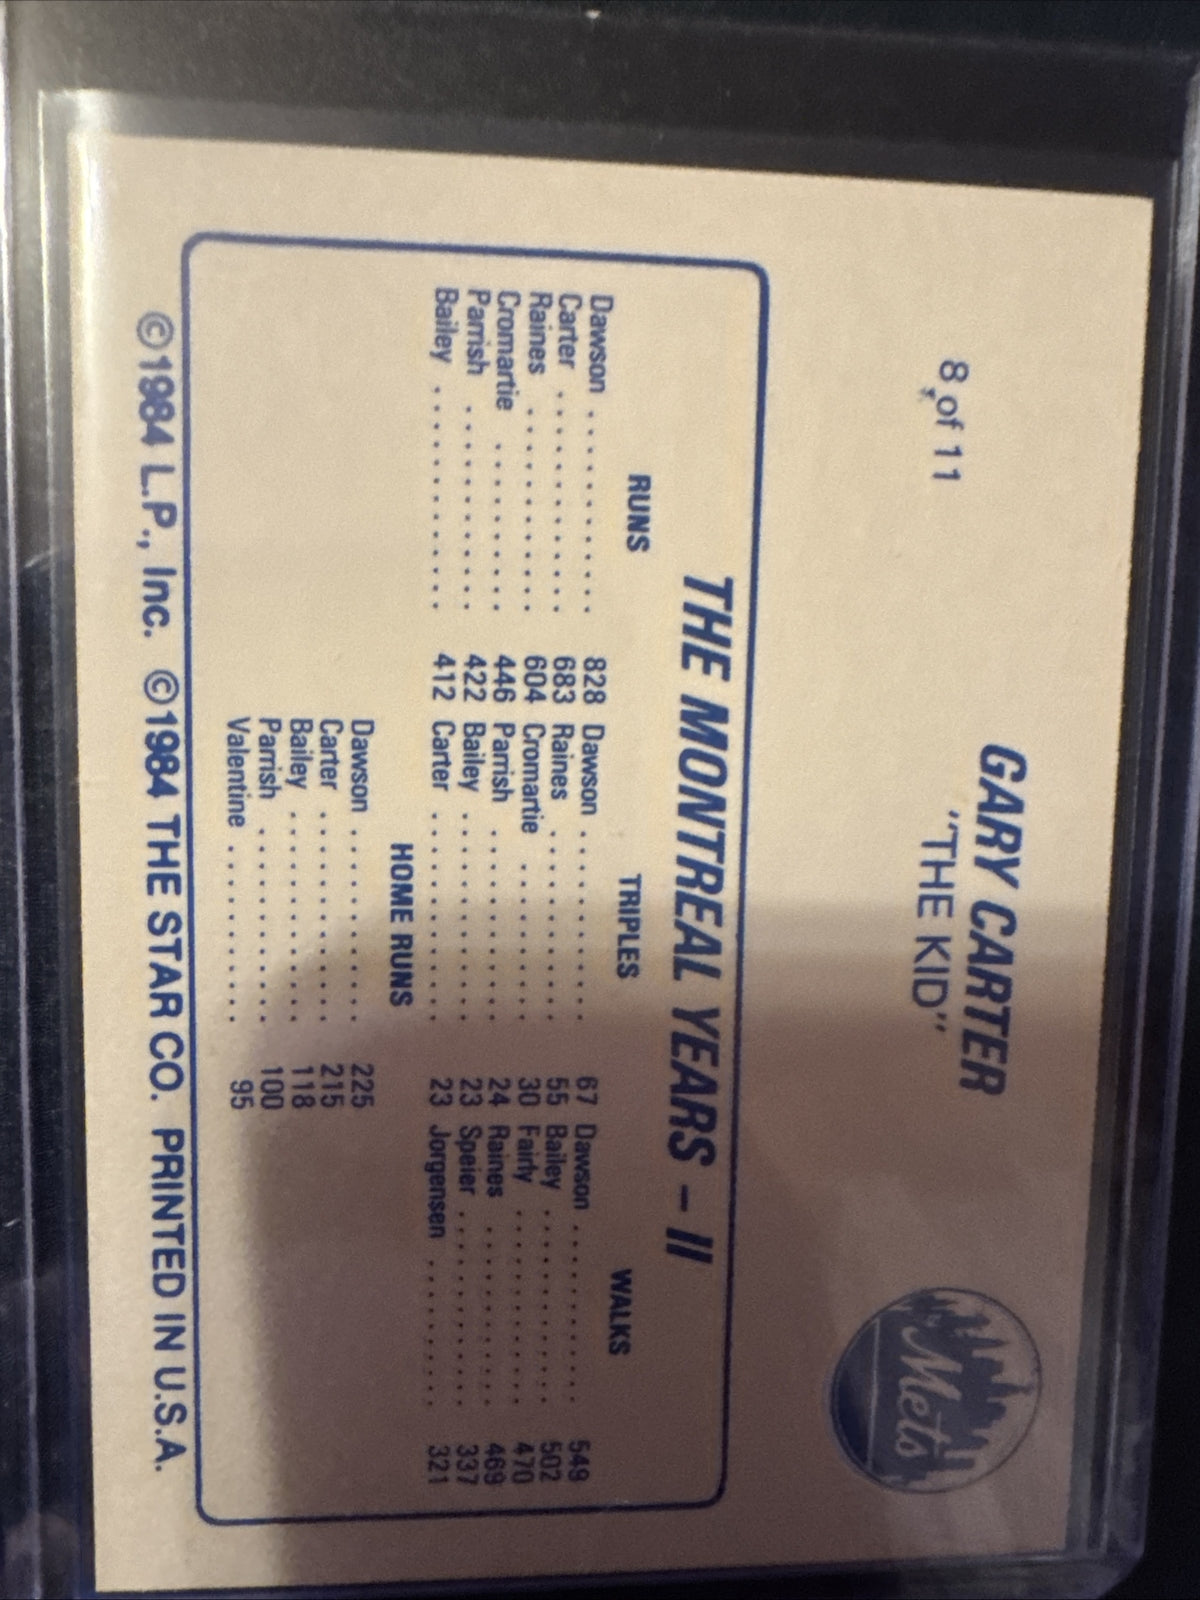 GARY CARTER
8 of 11 "THE KID"
Mets
THE MONTREAL YEARS – II
RUNS TRIPLES WALKS
Dawson . . . . . . . . . . . 828 Dawson . . . . . . . . . . 67 Dawson . . . . . . . . . . 549
Carter . . . . . . . . . . . . 683 Raines . . . . . . . . . . 55 Bailey . . . . . . . . . . . 502
Raines . . . . . . . . . . . 604 Cromartie . . . . . . . . 30 Fairly . . . . . . . . . . . . 470
Cromartie . . . . . . . . . 446 Parrish . . . . . . . . . . 24 Raines . . . . . . . . . . . 469
Parrish . . . . . . . . . . . 422 Bailey . . . . . . . . . . . 23 Speier . . . . . . . . . . . 337
Bailey . . . . . . . . . . . . 412 Carter . . . . . . . . . . . 23 Jorgensen . . . . . . . . 321
HOME RUNS
Dawson . . . . . . . . . . 225
Carter . . . . . . . . . . . 215
Bailey . . . . . . . . . . . 118
Parrish . . . . . . . . . . 100
Valentine . . . . . . . . . 95
©1984 L.P., Inc. ©1984 THE STAR CO. PRINTED IN U.S.A.